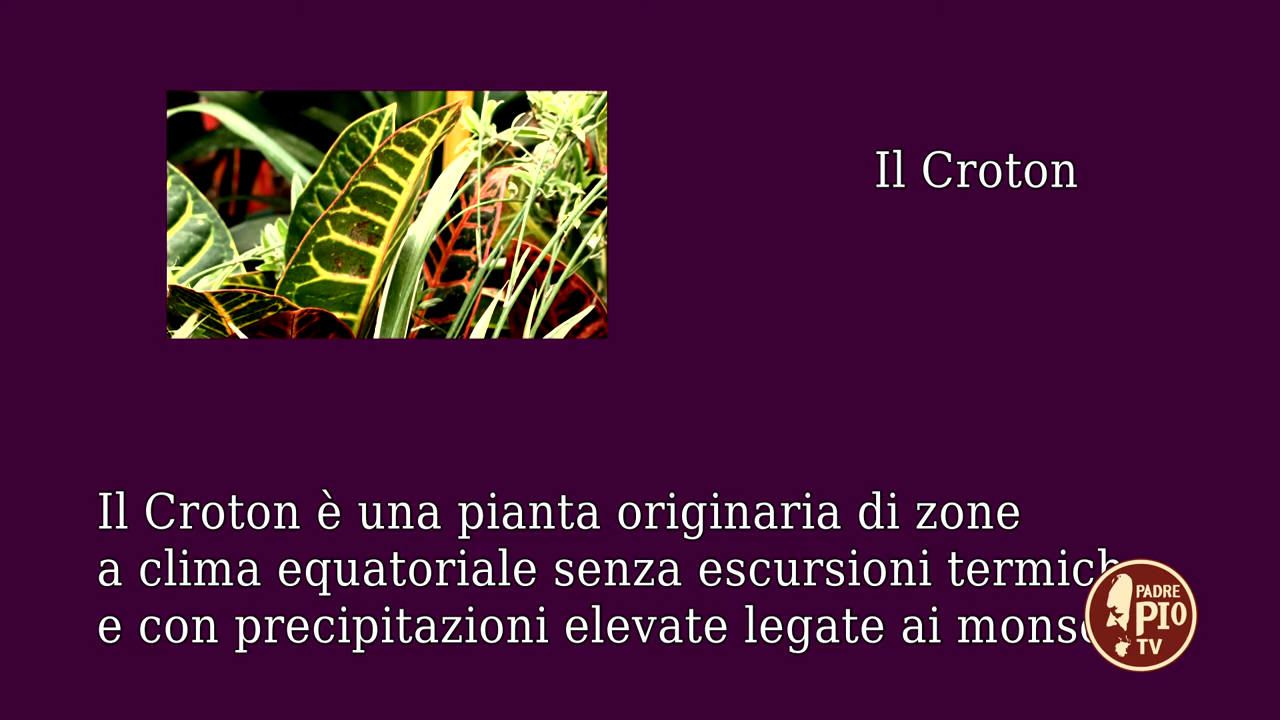 Il Croton
Il Croton è una pianta originaria di zone
a clima equatoriale senza escursioni
e con precipitazioni elevate legate ai
PADRE
PIO
TV